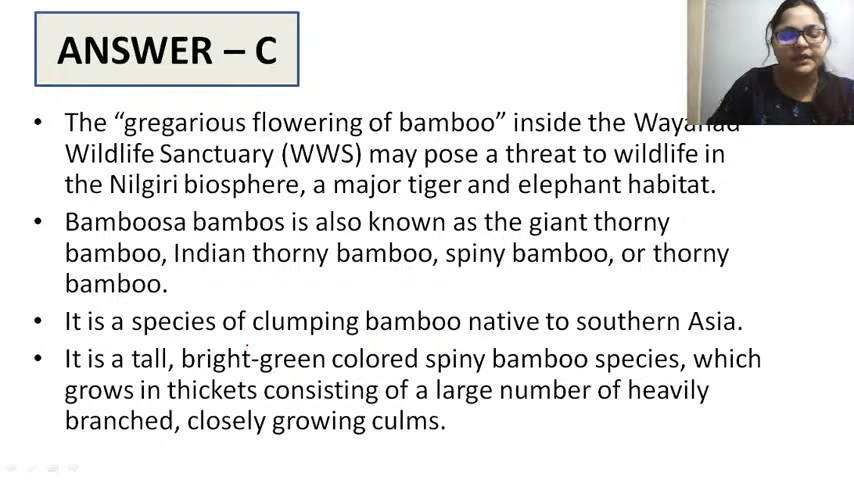 ANSWER – C
• The “gregarious flowering of bamboo” inside the Wayanad
Wildlife Sanctuary (WWS) may pose a threat to wildlife in
the Nilgiri biosphere, a major tiger and elephant habitat.
• Bamboosa bambos is also known as the giant thorny
bamboo, Indian thorny bamboo, spiny bamboo, or thorny
bamboo.
• It is a species of clumping bamboo native to southern Asia.
• It is a tall, bright-green colored spiny bamboo species, which
grows in thickets consisting of a large number of heavily
branched, closely growing culms.